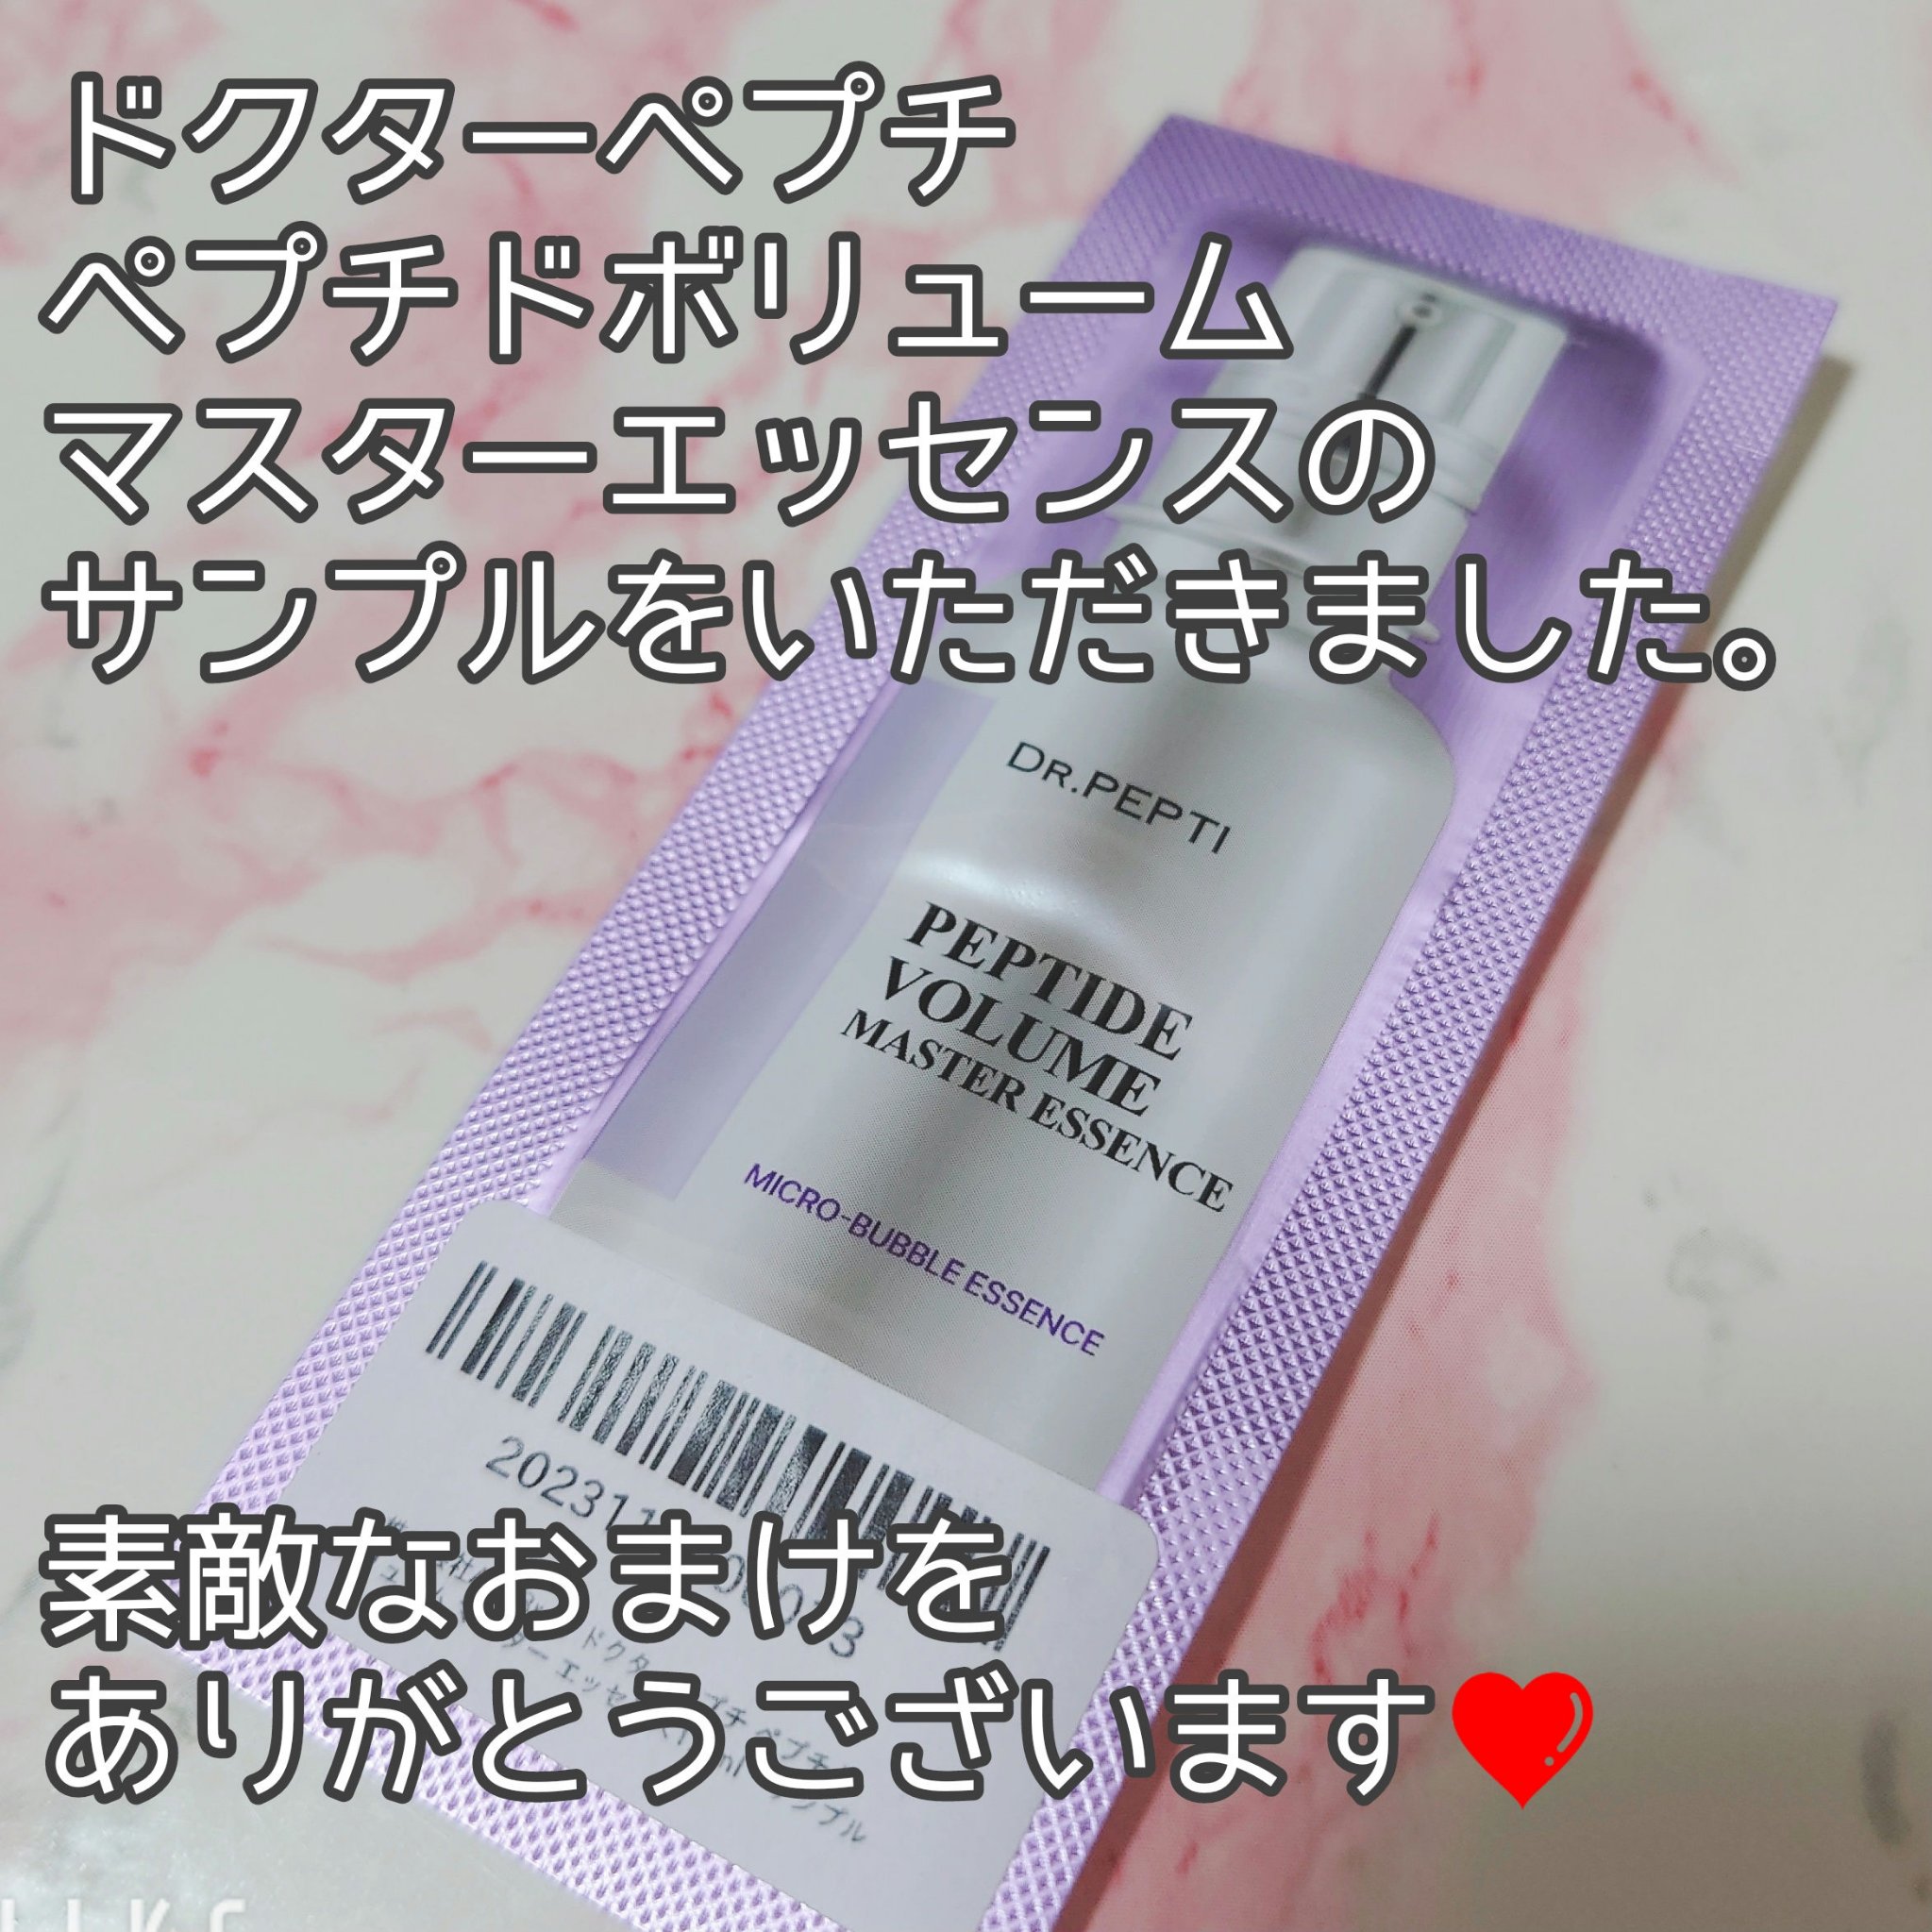 ドクターペプチ
ペプチドボリューム
マスターエッセンスの
サンプルをいただきました。
DR.PEPTI
PEPTIDE
VOLUME
MASTER ESSENCE
MICRO-BUBBLE ESSENCE
素敵なおまけを
ありがとうございます